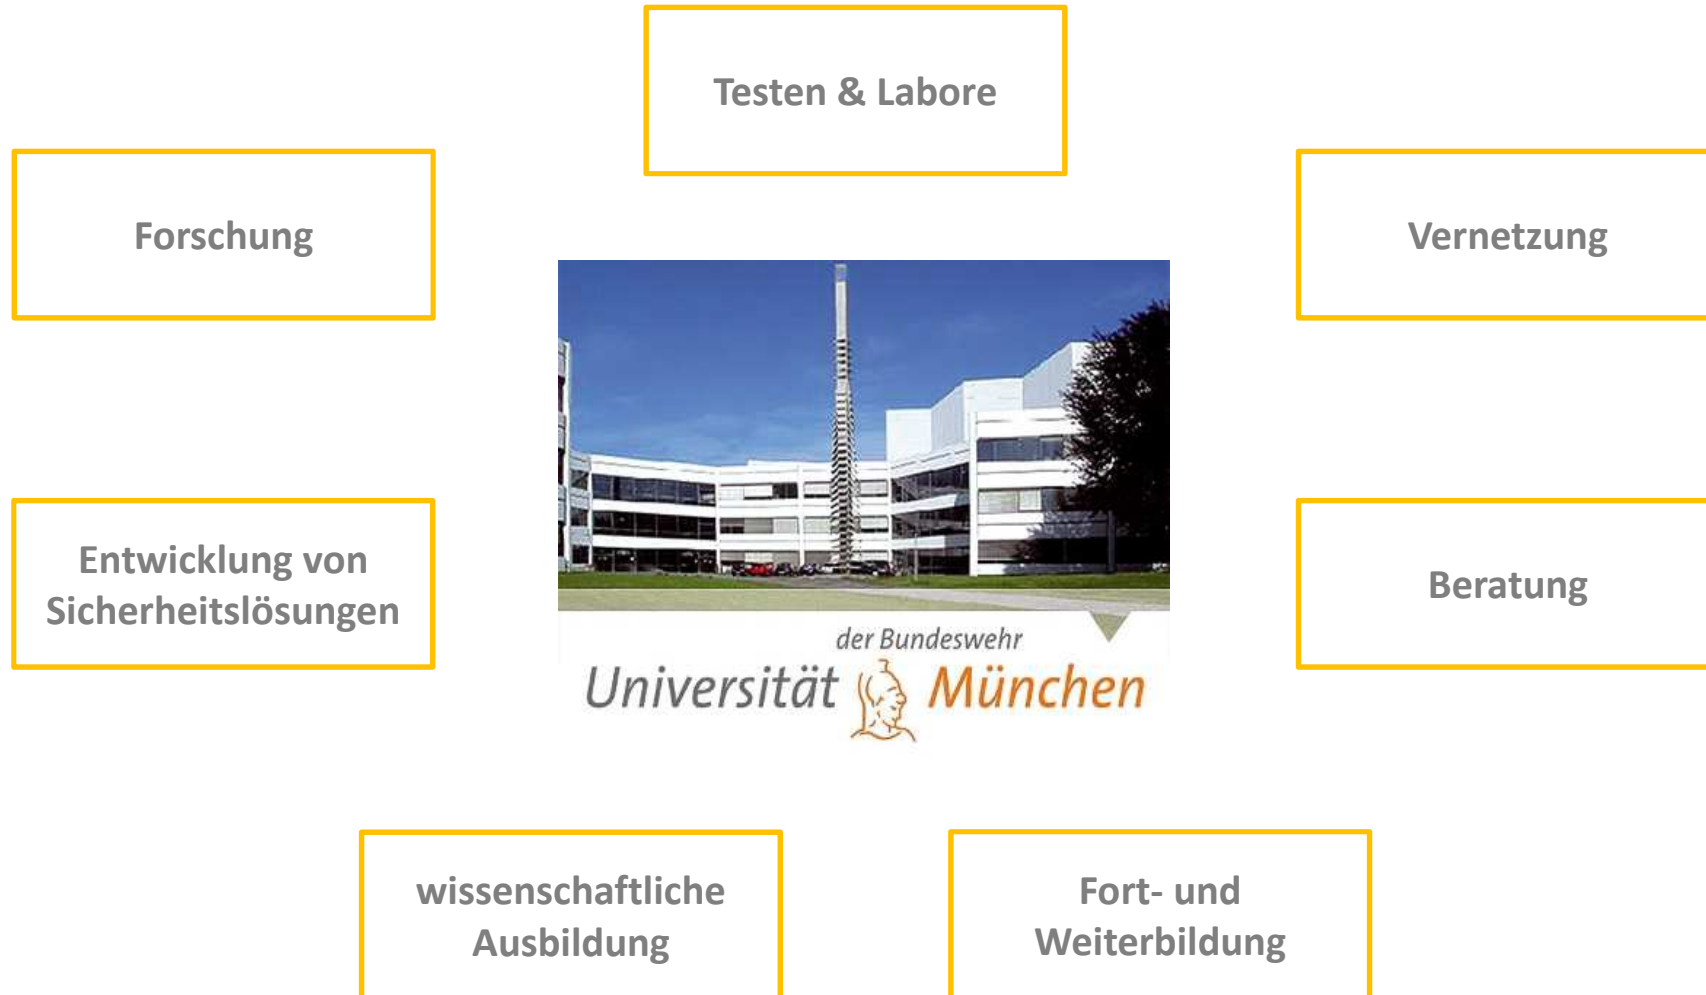 Testen & Labore
Forschung
Vernetzung
Entwicklung von
Sicherheitslösungen
Beratung
der Bundeswehr
Universität München
wissenschaftliche
Ausbildung
Fort- und
Weiterbildung